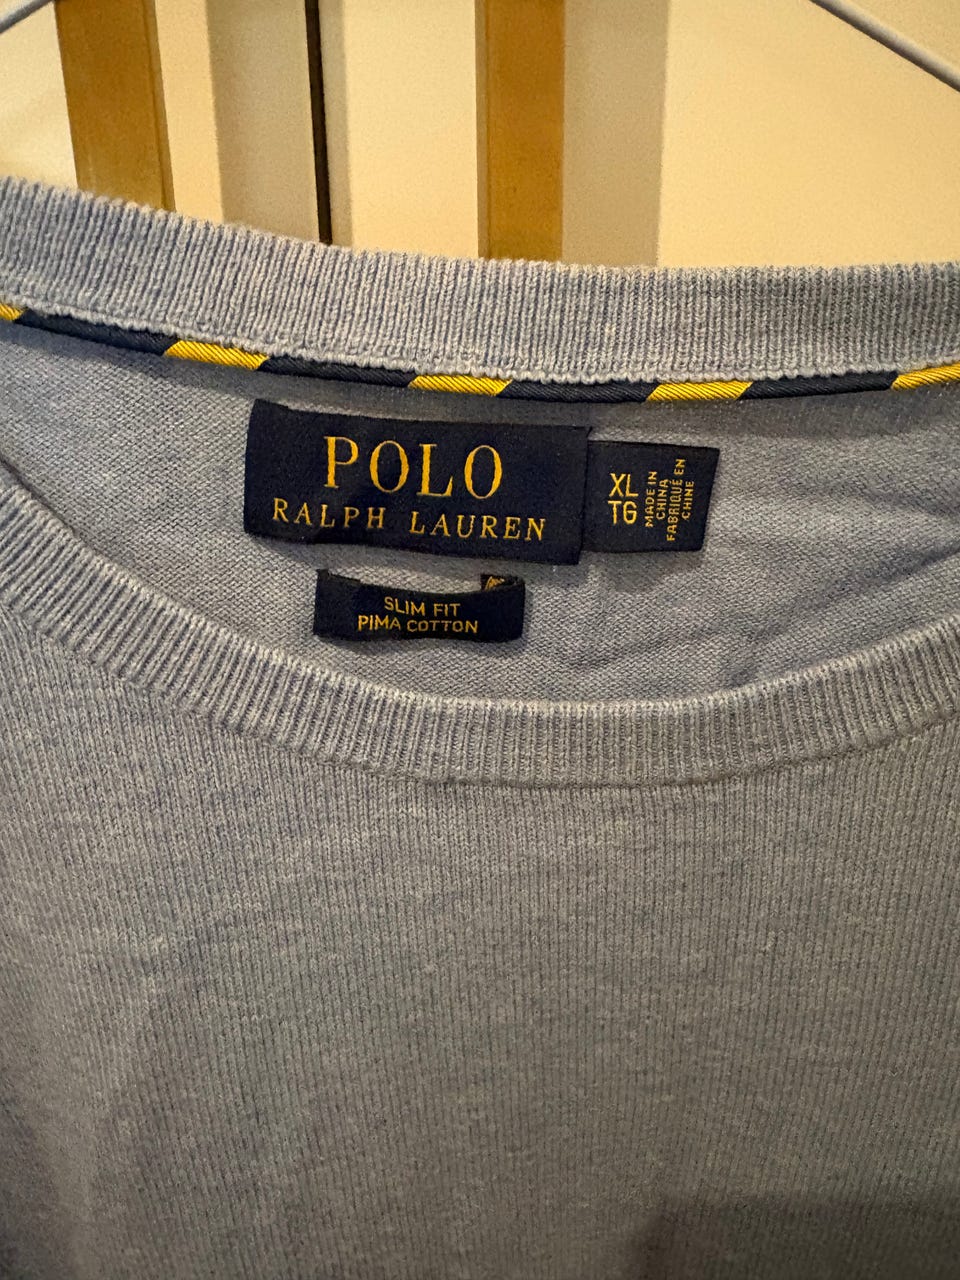 POLO
RALPH LAUREN
XL
TG
MADE IN
CHINA
FABRIQUÉ EN
CHINE
SLIM FIT
PIMA COTTON